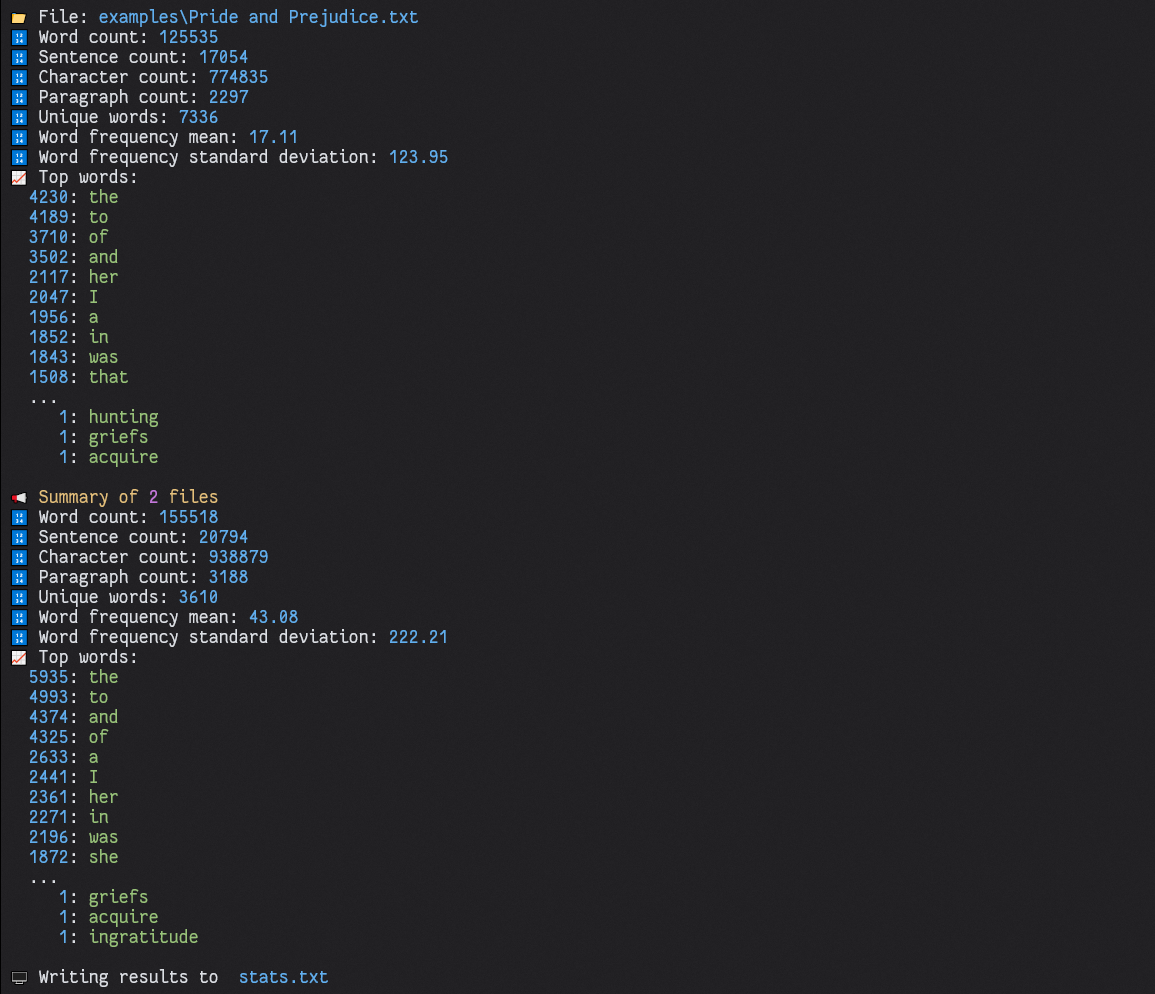 File: examples\Pride and Prejudice.txt
Word count: 125535
Sentence count: 17054
Character count: 774835
Paragraph count: 2297
Unique words: 7336
Word frequency mean: 17.11
Word frequency standard deviation: 123.95
Top words:
4230: the
4189: to
3710: of
3502: and
2117: her
2047: I
1956: a
1852: in
1843: was
1508: that
...
1: hunting
1: griefs
1: acquire
Summary of 2 files
Word count: 155518
Sentence count: 20794
Character count: 938879
Paragraph count: 3188
Unique words: 3610
Word frequency mean: 43.08
Word frequency standard deviation: 222.21
Top words:
5935: the
4993: to
4374: and
4325: of
2633: a
2441: I
2361: her
2271: in
2196: was
1872: she
...
1: griefs
1: acquire
1: ingratitude
Writing results to  stats.txt